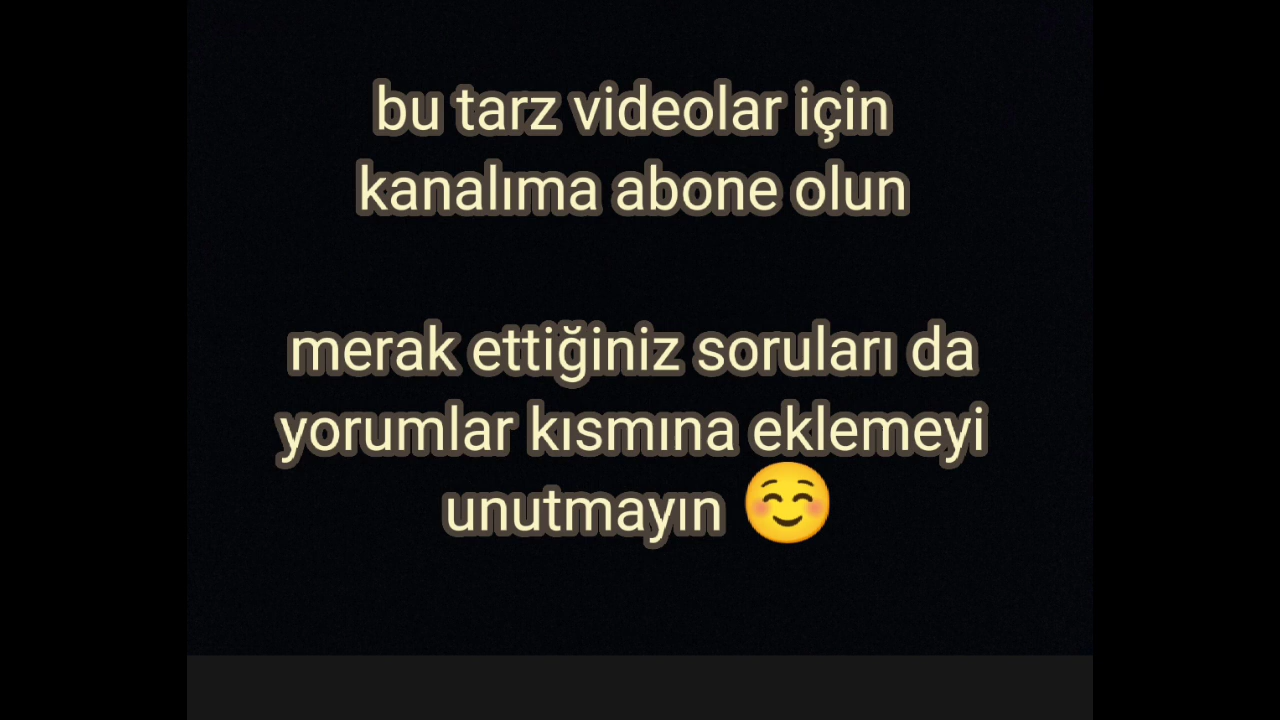 bu tarz videolar için
kanalıma abone olun
merak ettiğiniz soruları da
yorumlar kısmına eklemeyi
unutmayın ☺️